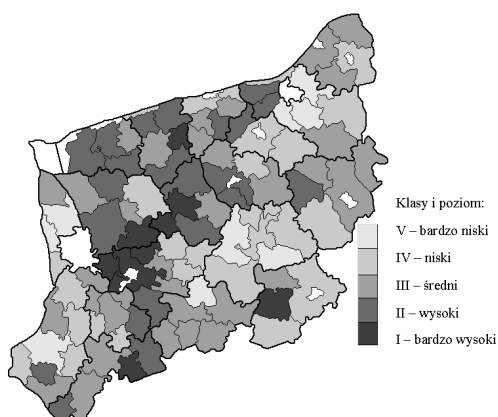 Klasy i poziom:
V – bardzo niski
IV – niski
III – średni
II – wysoki
I – bardzo wysoki